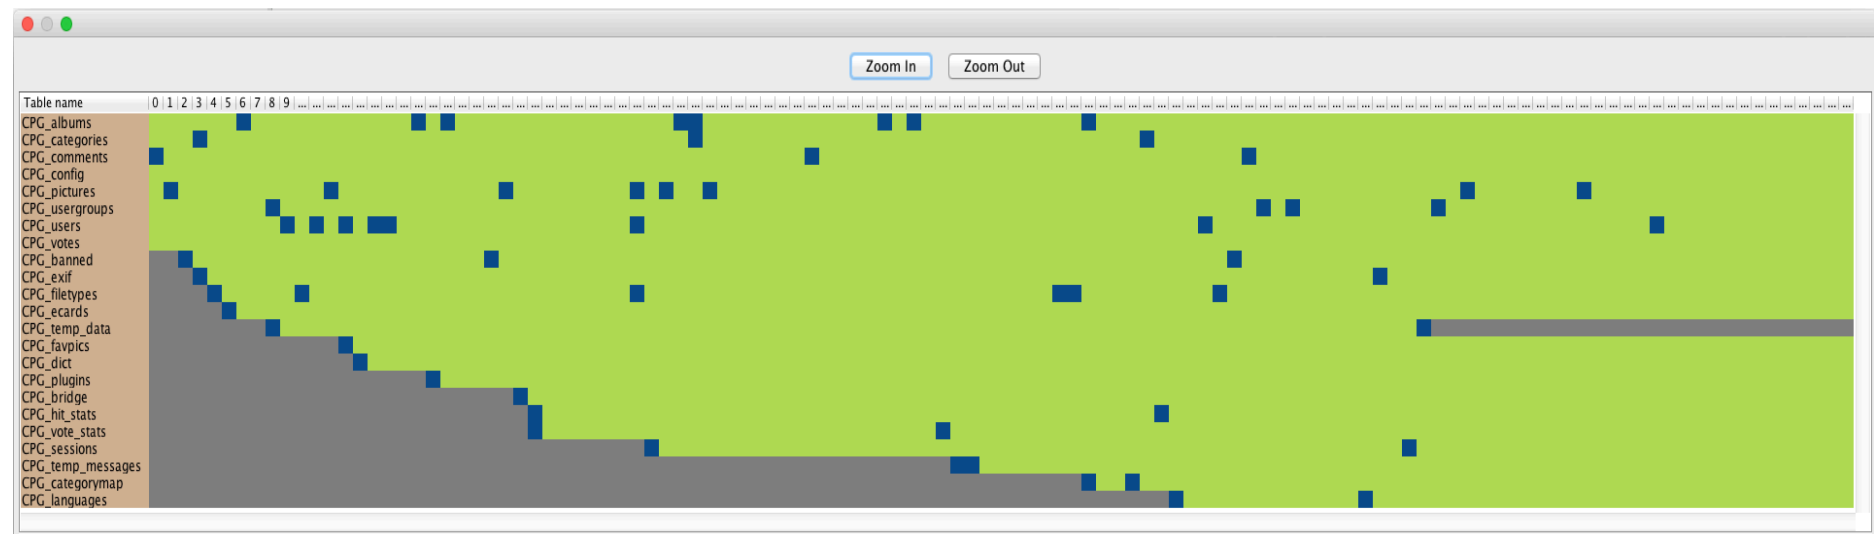 Zoom In Zoom Out
Table name 0 1 2 3 4 5 6 7 8 9 ... ... ... ... ... ... ... ... ... ... ... ... ... ... ... ... ... ... ... ... ... ... ... ... ... ... ... ... ... ... ... ... ... ... ... ... ... ... ... ... ... ... ... ... ... ... ... ... ... ... ... ... ... ... ... ... ... ... ... ... ... ... ... ... ... ... ... ... ... ... ... ... ... ... ... ... ... ... ... ... ... ... ... ... ... ... ... ... ... ... ... ... ... ... ... ... ...
CPG_albums
CPG_categories
CPG_comments
CPG_config
CPG_pictures
CPG_usergroups
CPG_users
CPG_votes
CPG_banned
CPG_exif
CPG_filetypes
CPG_ecards
CPG_temp_data
CPG_favpics
CPG_dict
CPG_plugins
CPG_bridge
CPG_hit_stats
CPG_vote_stats
CPG_sessions
CPG_temp_messages
CPG_categorymap
CPG_languages